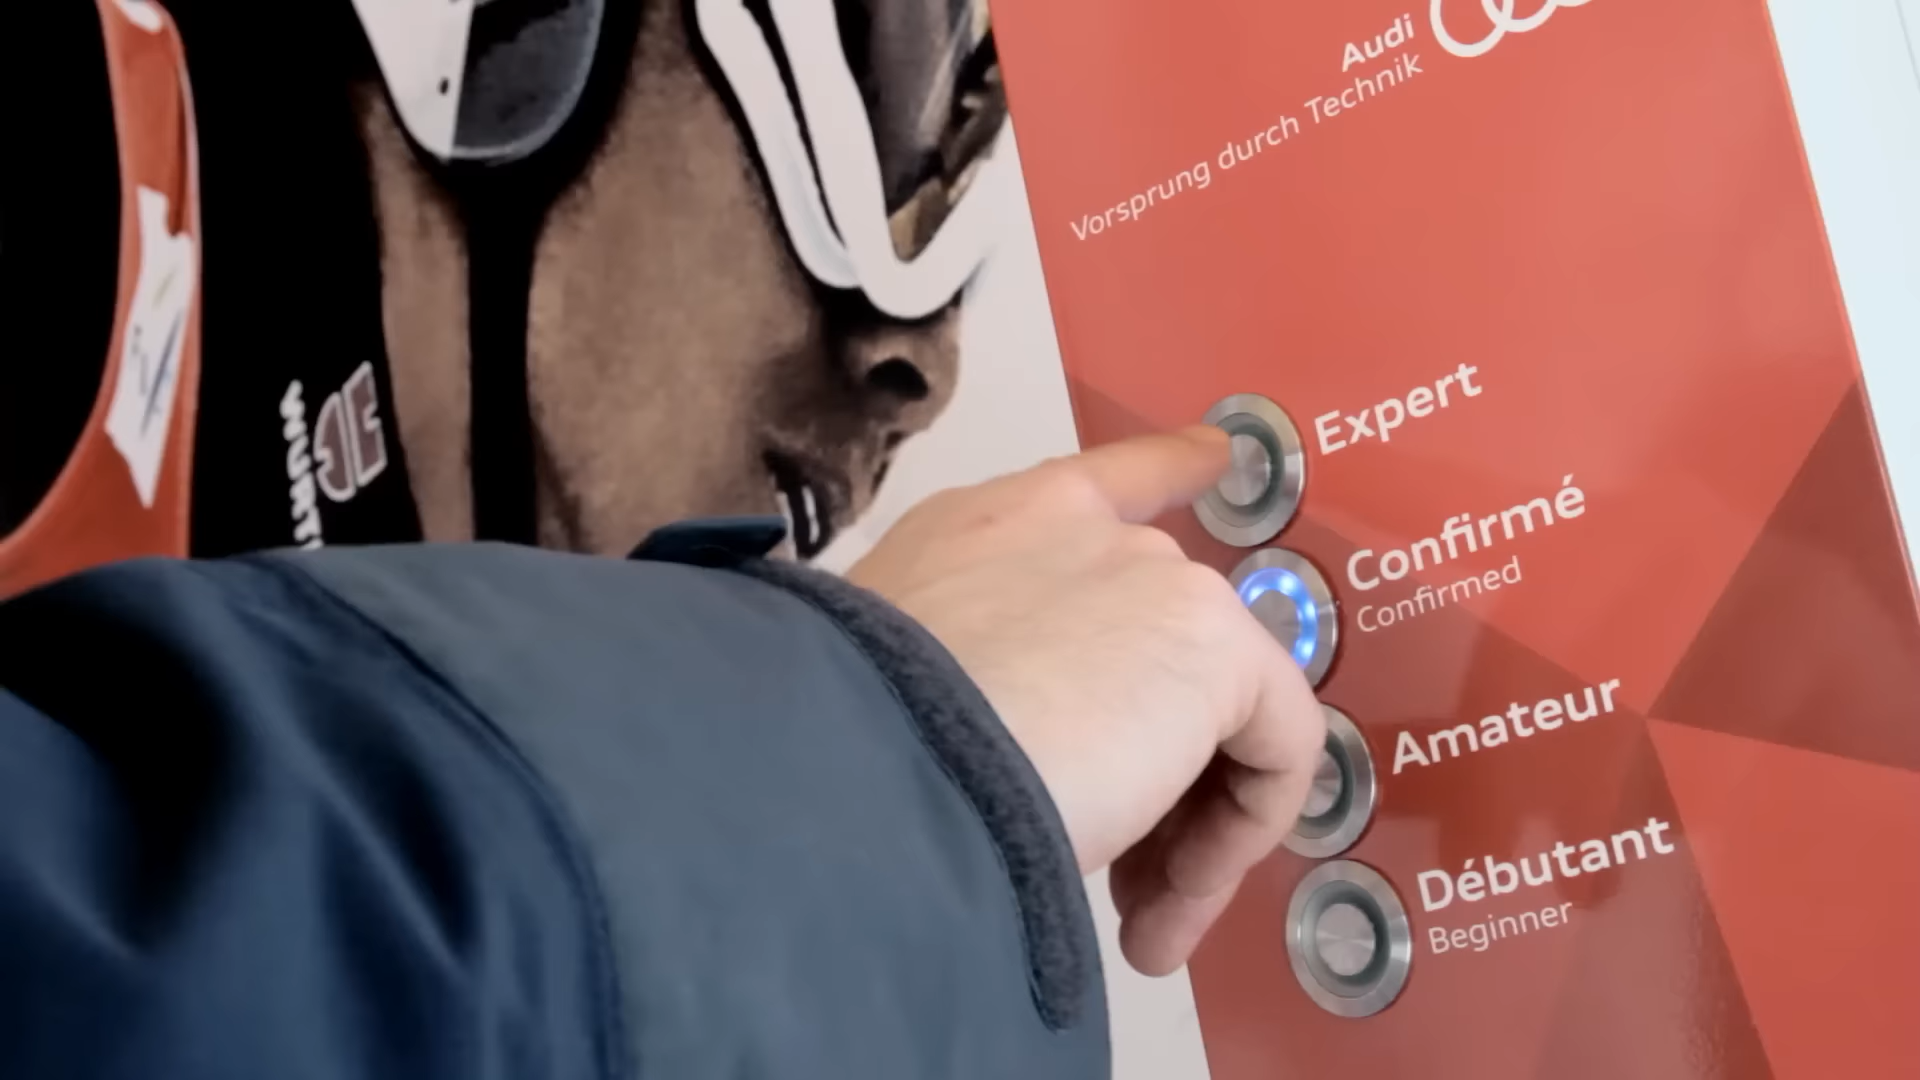 Audi
Vorsprung durch Technik
Expert
Confirmé
Confirmed
Amateur
Débutant
Beginner